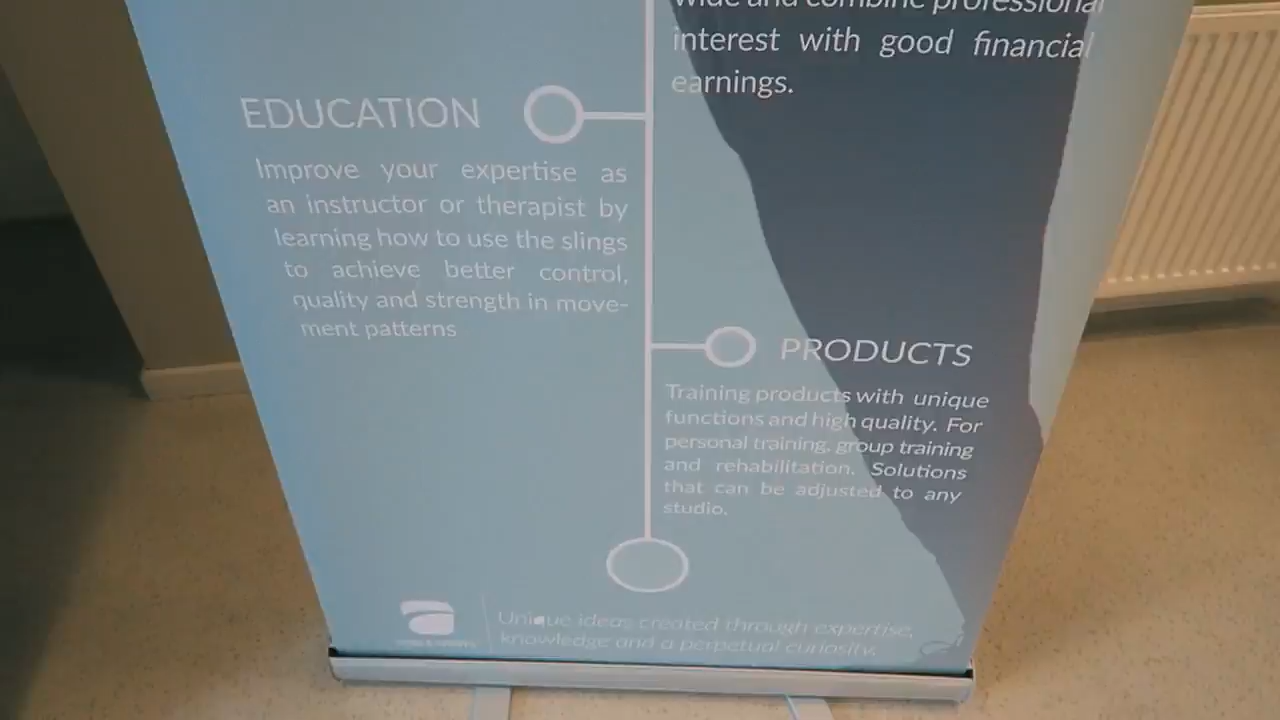 wide and combine professional
interest with good financial
earnings.
EDUCATION
Improve your expertise as
an instructor or therapist by
learning how to use the slings
to achieve better control,
quality and strength in move-
ment patterns
PRODUCTS
Training products with unique
functions and high quality. For
personal training, group training
and rehabilitation. Solutions
that can be adjusted to any
studio.
Unique ideas created through expertise,
knowledge and a perpetual curiosity.